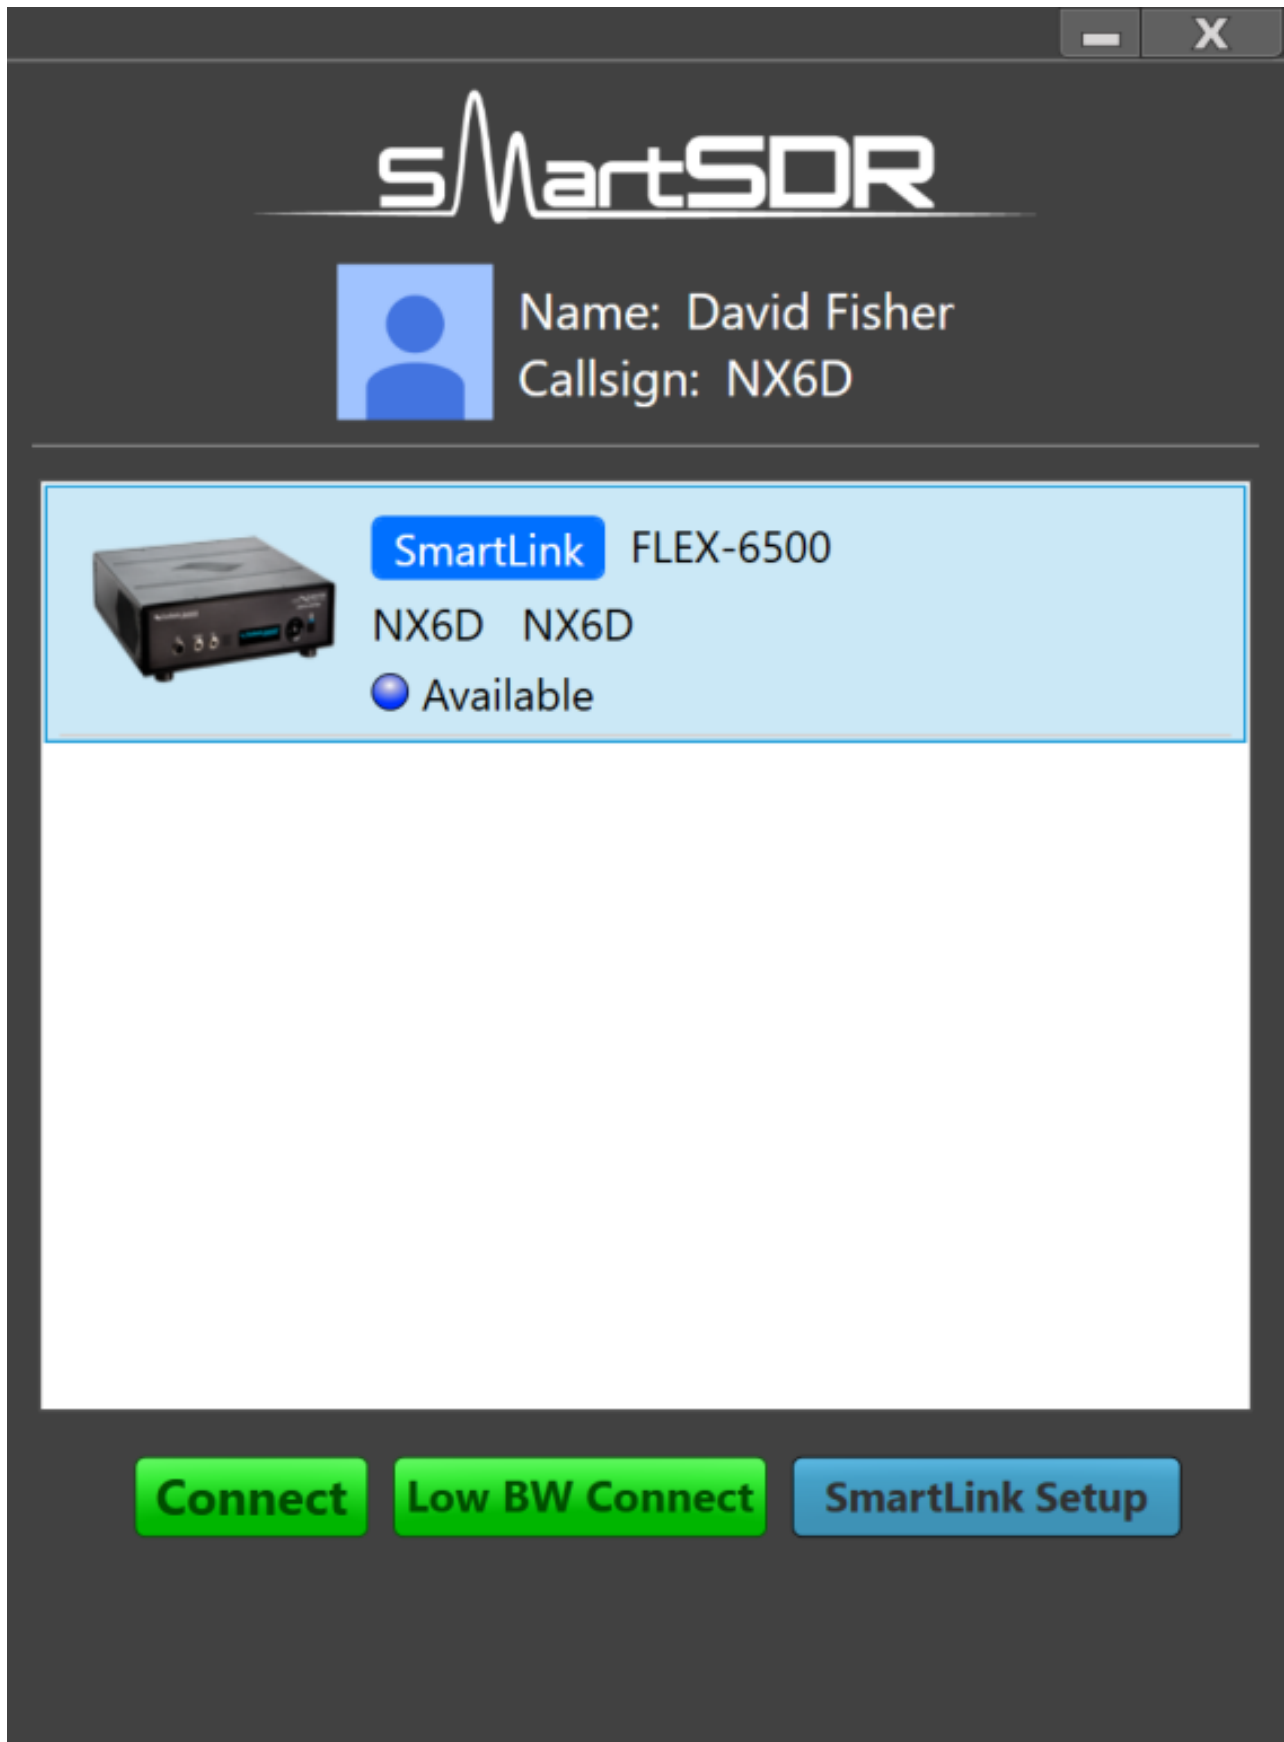 X
smartSDR
Name: David Fisher
Callsign: NX6D
SmartLink FLEX-6500
NX6D NX6D
Available
Connect Low BW Connect SmartLink Setup